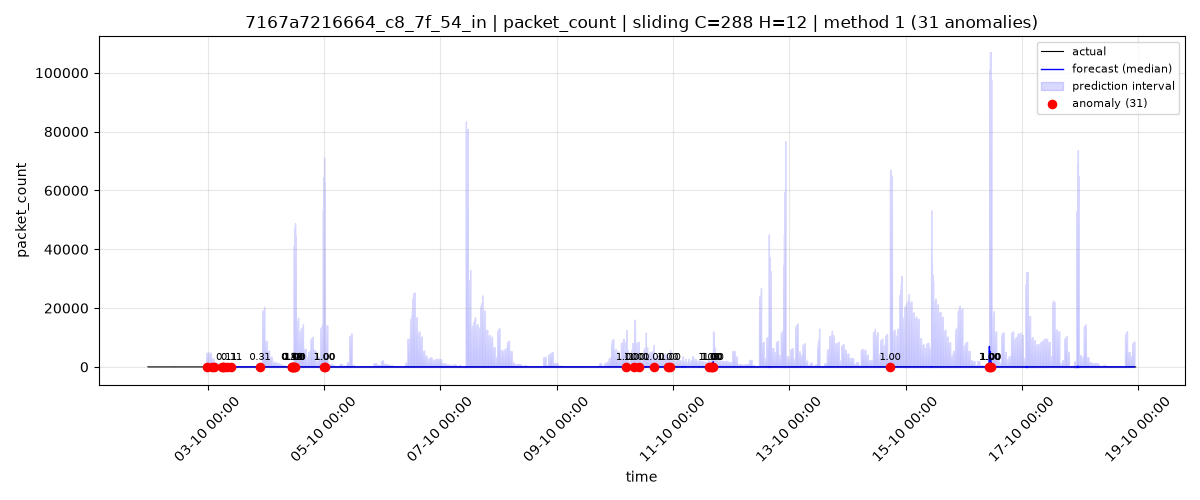 7167a7216664_c8_7f_54_in | packet_count | sliding C=288 H=12 | method 1 (31 anomalies)
actual
forecast (median)
prediction interval
anomaly (31)
packet_count
100000
80000
60000
40000
20000
0
0.31
1.00
1.00
1.00
03-10 00:00
05-10 00:00
07-10 00:00
09-10 00:00
11-10 00:00
13-10 00:00
15-10 00:00
17-10 00:00
19-10 00:00
time